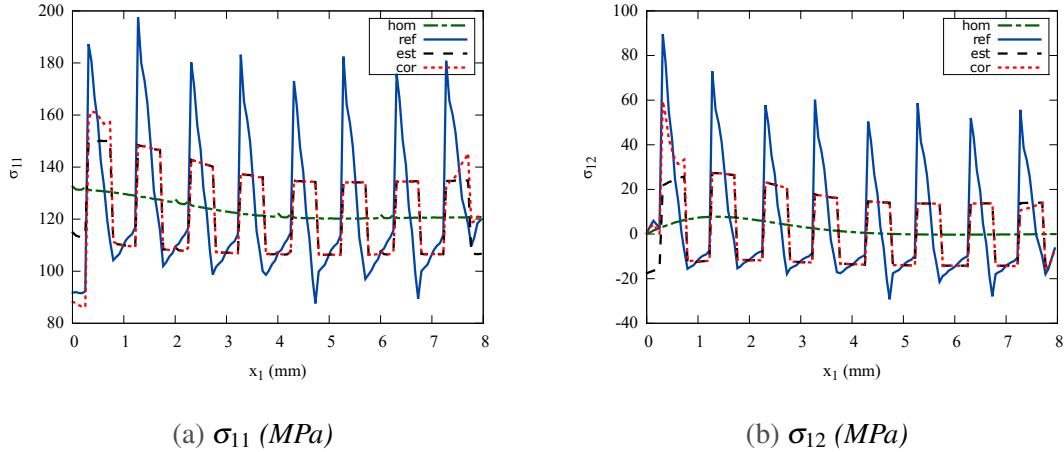 200
180
160
140
120
100
80
0 1 2 3 4 5 6 7 8
σ11
x1 (mm)
hom
ref
est
cor
(a) σ11 (MPa)
100
80
60
40
20
0
-20
-40
0 1 2 3 4 5 6 7 8
σ12
x1 (mm)
hom
ref
est
cor
(b) σ12 (MPa)